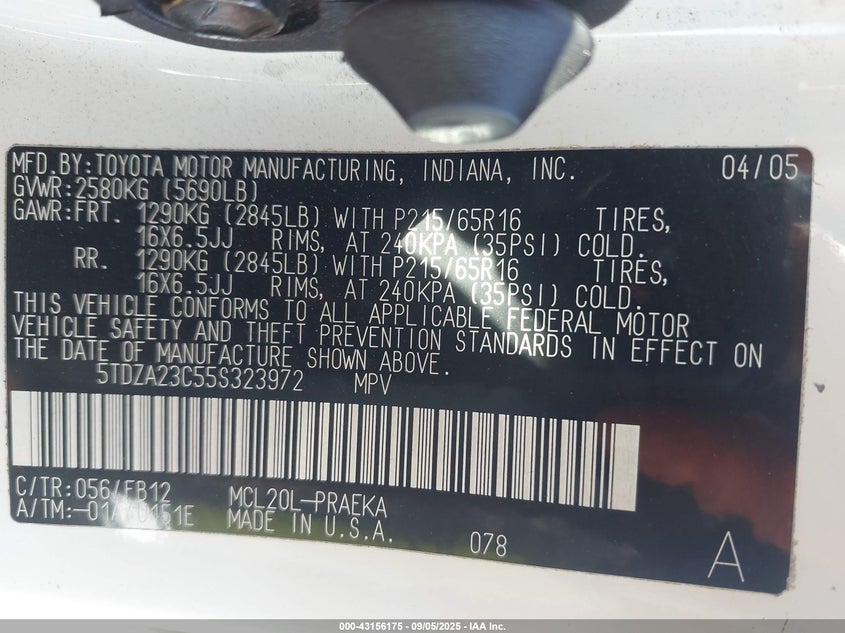 MFD.BY:TOYOTA MOTOR MANUFACTURING, INDIANA, INC. 04/05
GVWR:2580KG (5690LB)
GAWR:FRT. 1290KG (2845LB) WITH P215/65R16 TIRES,
16X6.5JJ RIMS, AT 240KPA (35PSI) COLD.
RR. 1290KG (2845LB) WITH P215/65R16 TIRES,
16X6.5JJ RIMS, AT 240KPA (35PSI) COLD.
THIS VEHICLE CONFORMS TO ALL APPLICABLE FEDERAL MOTOR
VEHICLE SAFETY AND THEFT PREVENTION STANDARDS IN EFFECT ON
THE DATE OF MANUFACTURE SHOWN ABOVE.
5TDZA23C55S323972 MPV
C/TR:056/FB12 MCL20L-PRAEKA
A/TM: MADE IN U.S.A. 078 A
000-43156175 - 09/05/2025 - IAA Inc.